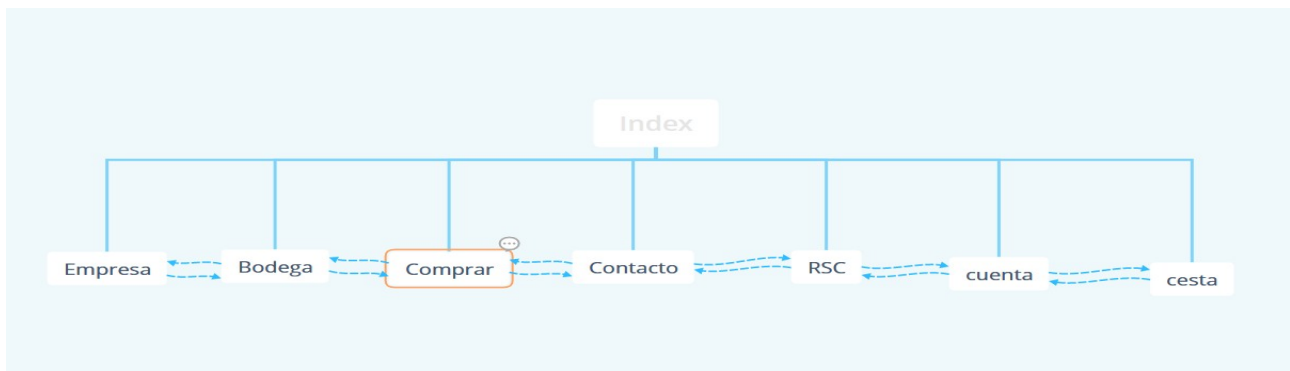 Index
Empresa
Bodega
Comprar
Contacto
RSC
cuenta
cesta